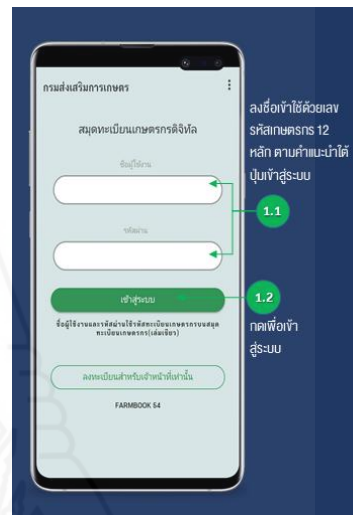 กรมส่งเสริมการเกษตร
สมุดทะเบียนเกษตรกรดิจิทัล
ชื่อผู้ใช้งาน
รหัสผ่าน
เข้าสู่ระบบ
ชื่อผู้ใช้งานและรหัสผ่านใช้รหัสทะเบียนเกษตรกรบนสมุด
ทะเบียนเกษตรกร(เล่มเขียว)
ลงทะเบียนสำหรับเจ้าหน้าที่เท่านั้น
FARMBOOK 54
ลงชื่อเข้าใช้ด้วยเลข
รหัสเกษตรกร 12
หลัก ตามคำแนะนำใต้
ปุ่มเข้าสู่ระบบ
1.1
1.2
กดเพื่อเข้า
สู่ระบบ